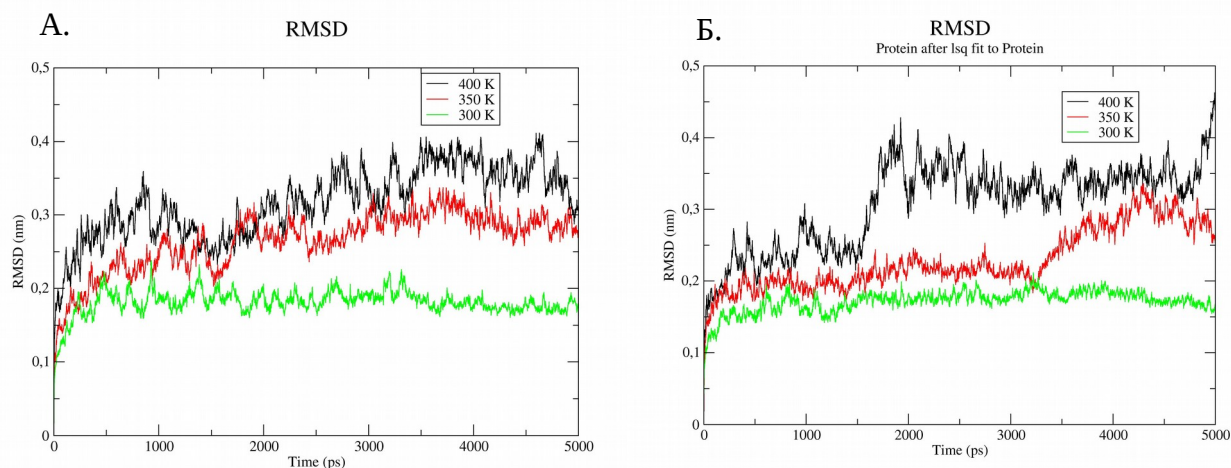 А.
RMSD
0,5
0,4
0,3
0,2
0,1
0
RMSD (nm)
400 K
350 K
300 K
0 1000 2000 3000 4000 5000
Time (ps)
Б.
RMSD
Protein after lsq fit to Protein
0,5
0,4
0,3
0,2
0,1
0
RMSD (nm)
400 K
350 K
300 K
0 1000 2000 3000 4000 5000
Time (ps)